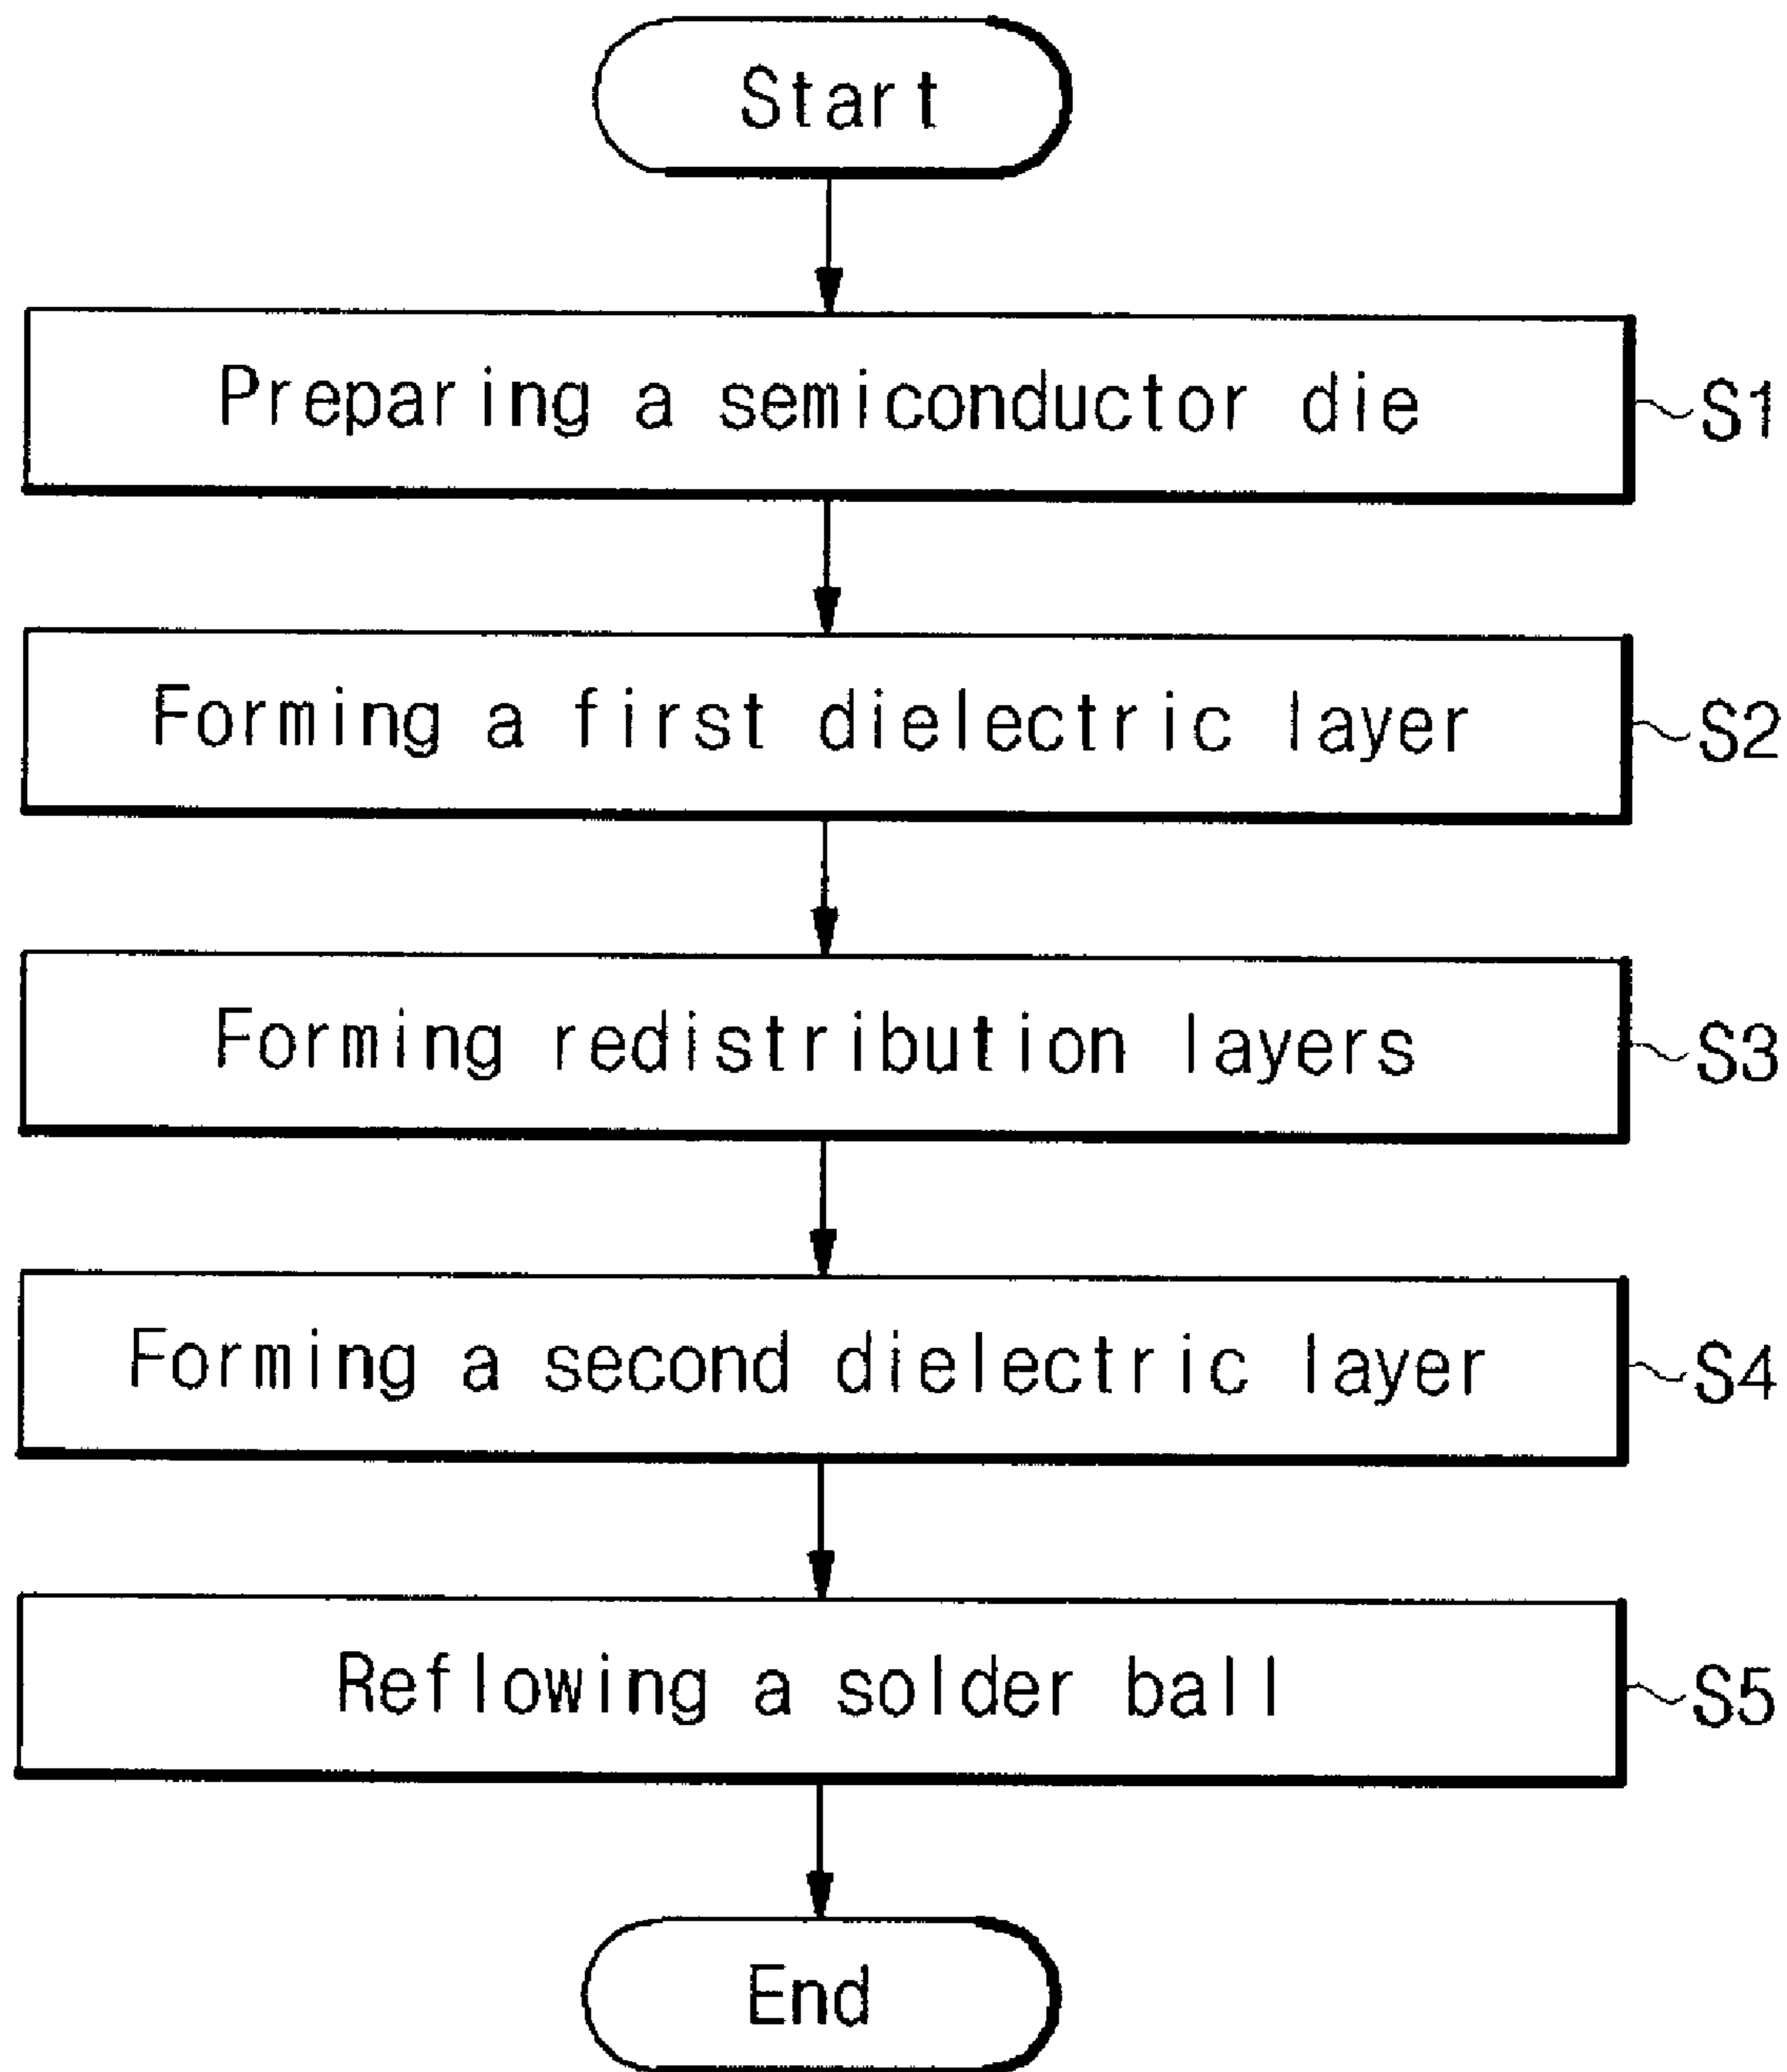 Start
Preparing a semiconductor die
S1
Forming a first dielectric layer
S2
Forming redistribution layers
S3
Forming a second dielectric layer
S4
Reflowing a solder ball
S5
End